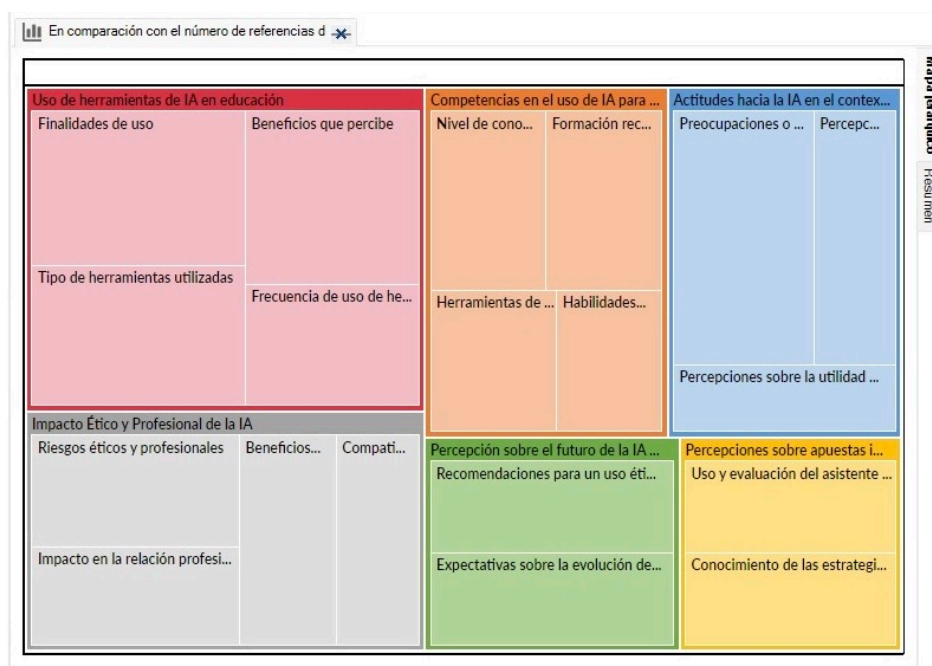 En comparación con el número de referencias d
Mapa jerárquico
Resumen
Uso de herramientas de IA en educación
Finalidades de uso
Beneficios que percibe
Tipo de herramientas utilizadas
Frecuencia de uso de he...
Competencias en el uso de IA para ...
Nivel de cono...
Formación rec...
Herramientas de ...
Habilidades...
Actitudes hacia la IA en el contex...
Preocupaciones o ...
Percepc...
Percepciones sobre la utilidad ...
Impacto Ético y Profesional de la IA
Riesgos éticos y profesionales
Beneficios...
Compati...
Impacto en la relación profesi...
Percepción sobre el futuro de la IA ...
Recomendaciones para un uso éti...
Expectativas sobre la evolución de...
Percepciones sobre apuestas i...
Uso y evaluación del asistente ...
Conocimiento de las estrategi...